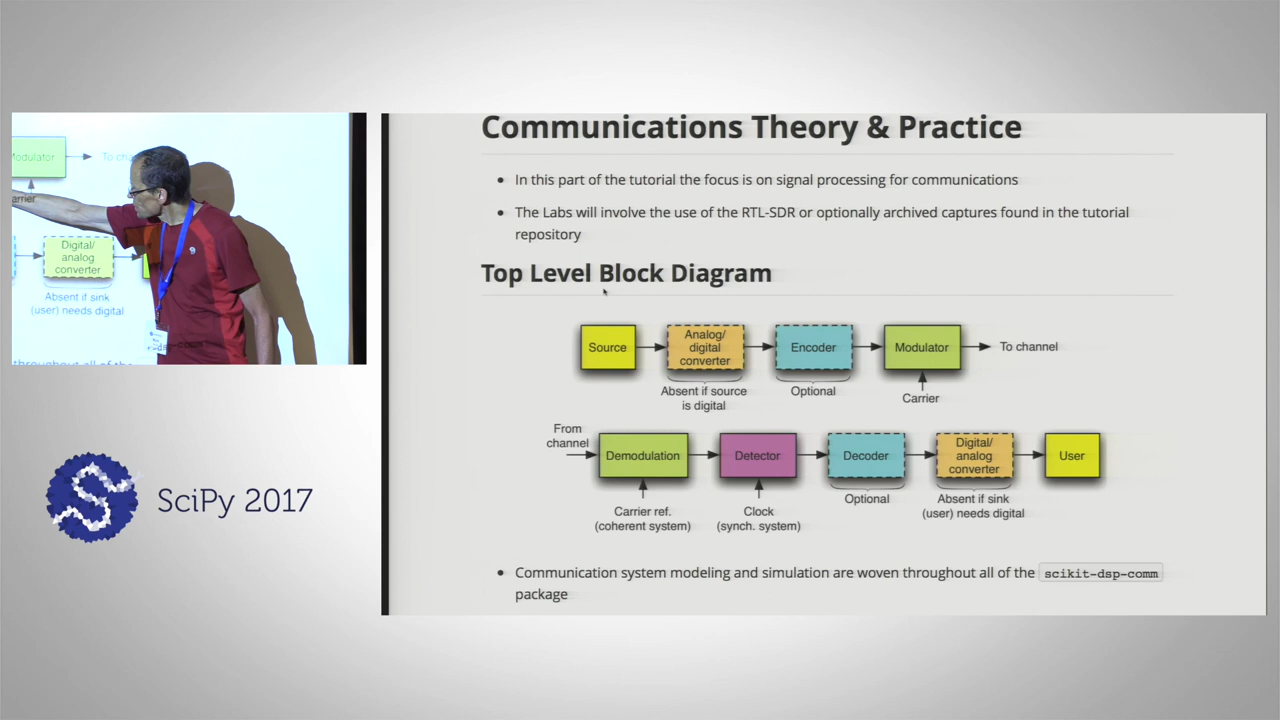 Communications Theory & Practice
• In this part of the tutorial the focus is on signal processing for communications
• The Labs will involve the use of the RTL-SDR or optionally archived captures found in the tutorial
repository
Top Level Block Diagram
Source
Analog/
digital
converter
Encoder
Modulator
To channel
Absent if source
is digital
Optional
Carrier
From
channel
Demodulation
Detector
Decoder
Digital/
analog
converter
User
Carrier ref.
(coherent system)
Clock
(synch. system)
Optional
Absent if sink
(user) needs digital
• Communication system modeling and simulation are woven throughout all of the scikit-dsp-comm
package
Digital/
analog
converter
Absent if sink
(user) needs digital
SciPy 2017